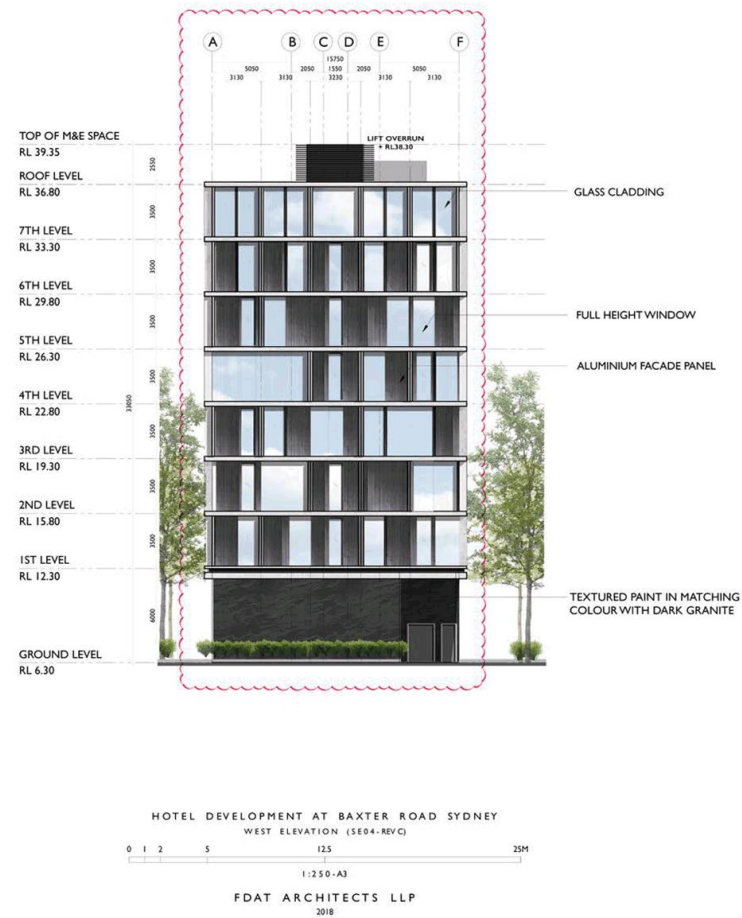 A B C D E F
15750
5050 2050 1550 2050 5050
3130 3130 3230 3130 3130
TOP OF M&E SPACE
RL 39.35
LIFT OVERRUN
+ RL38.30
2550
ROOF LEVEL
RL 36.80
GLASS CLADDING
3500
7TH LEVEL
RL 33.30
3500
6TH LEVEL
RL 29.80
3500
FULL HEIGHT WINDOW
5TH LEVEL
RL 26.30
ALUMINIUM FACADE PANEL
3500
4TH LEVEL
RL 22.80
33050
3500
3RD LEVEL
RL 19.30
3500
2ND LEVEL
RL 15.80
3500
1ST LEVEL
RL 12.30
TEXTURED PAINT IN MATCHING
COLOUR WITH DARK GRANITE
6000
GROUND LEVEL
RL 6.30
HOTEL DEVELOPMENT AT BAXTER ROAD SYDNEY
WEST ELEVATION (SE04-REVC)
0 1 2 5 12.5 25M
1:250-A3
FDAT ARCHITECTS LLP
2018